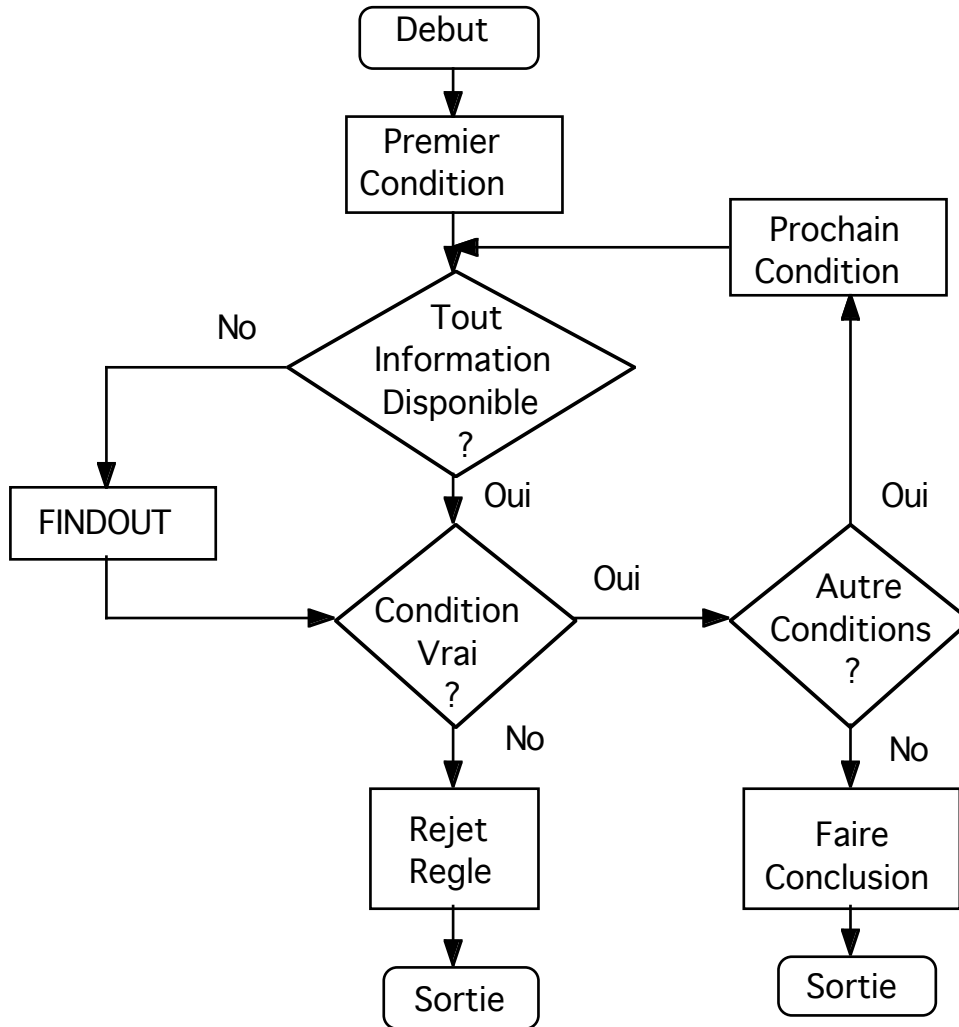 Debut
Premier
Condition
Prochain
Condition
No
Tout
Information
Disponible
?
FINDOUT
Oui
Oui
Condition
Vrai
?
Oui
Autre
Conditions
?
No
No
Rejet
Regle
Faire
Conclusion
Sortie
Sortie